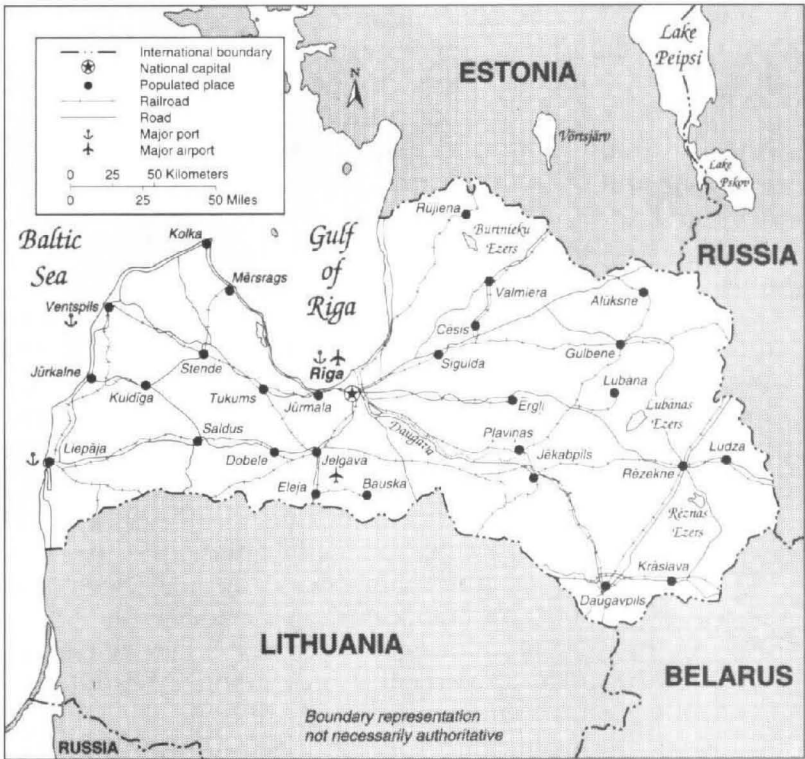 International boundary
National capital
Populated place
Railroad
Road
Major port
Major airport
0 25 50 Kilometers
0 25 50 Miles
N
ESTONIA
Lake
Peipsi
Võrtsjärv
Lake
Pskov
RUSSIA
Baltic
Sea
Gulf
of
Riga
Kolka
Mērsrags
Ventspils
Rujiena
Burtnieku
Ezers
Valmiera
Alūksne
Cēsis
Sigulda
Gulbene
Jūrkalne
Kuldīga
Stende
Tukums
Jūrmala
Rīga
Ērgli
Lubāna
Lubānas
Ezers
Liepāja
Saldus
Dobele
Jelgava
Daugava
Plavinas
Jēkabpils
Rēzekne
Ludza
Eleja
Bauska
Rēznas
Ezers
Krāslava
Daugavpils
LITHUANIA
BELARUS
RUSSIA
Boundary representation
not necessarily authoritative